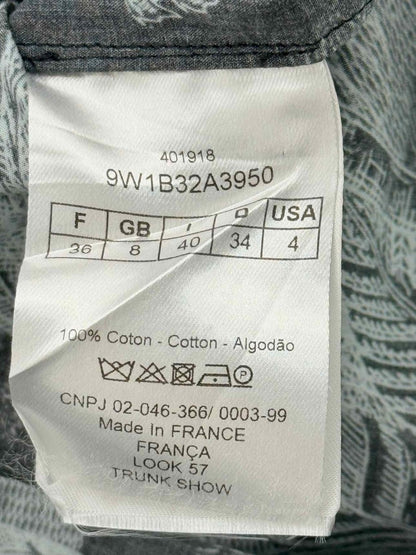 401918
9W1B32A3950
F GB I D USA
36 8 40 34 4
100% Coton - Cotton - Algodão
P
CNPJ 02-046-366/ 0003-99
Made In FRANCE
FRANÇA
LOOK 57
TRUNK SHOW